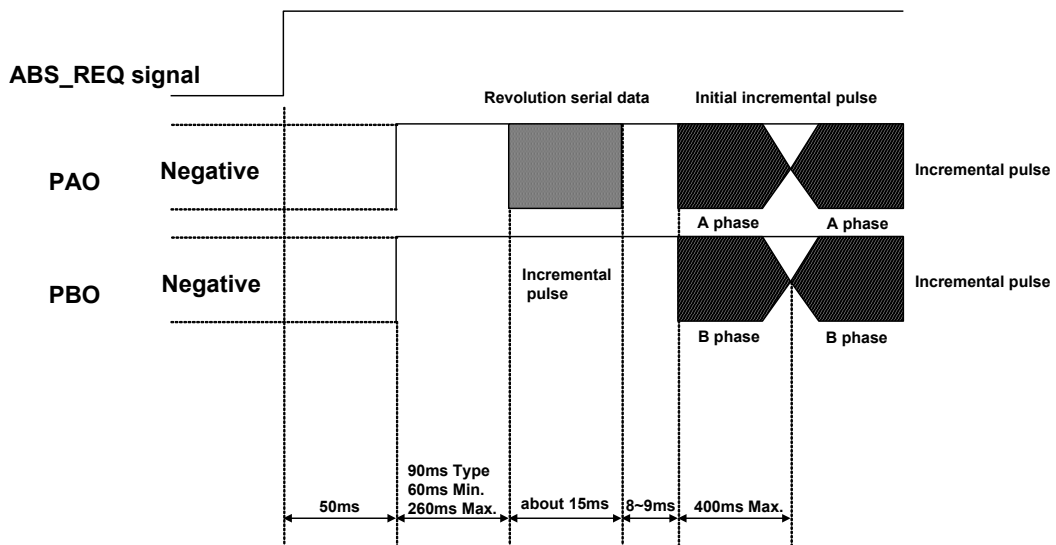 ABS_REQ signal
Revolution serial data
Initial incremental pulse
PAO
Negative
Incremental pulse
A phase
A phase
PBO
Negative
Incremental
pulse
Incremental pulse
B phase
B phase
90ms Type
60ms Min.
260ms Max.
50ms
about 15ms
8~9ms
400ms Max.